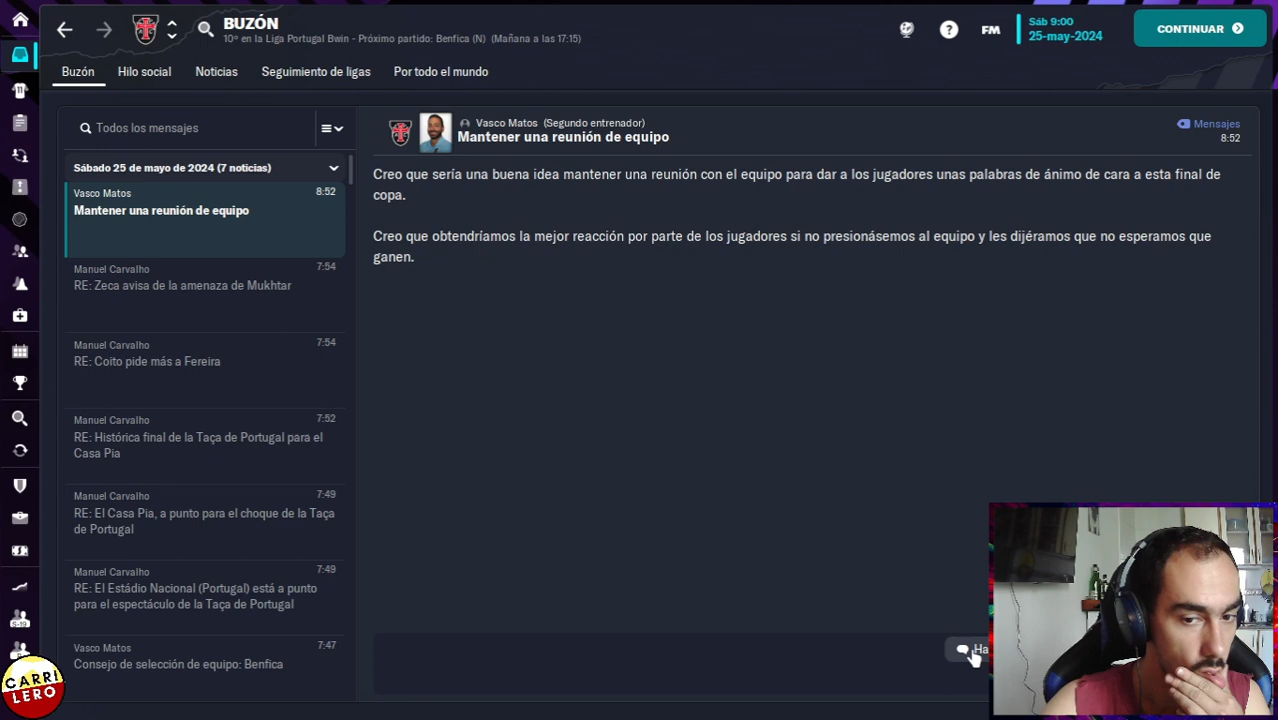 BUZÓN
10º en la Liga Portugal Bwin - Próximo partido: Benfica (N) (Mañana a las 17:15)
FM
Sáb 9:00
25-may-2024
CONTINUAR
Buzón
Hilo social
Noticias
Seguimiento de ligas
Por todo el mundo
Todos los mensajes
Sábado 25 de mayo de 2024 (7 noticias)
Vasco Matos
8:52
Mantener una reunión de equipo
Manuel Carvalho
7:54
RE: Zeca avisa de la amenaza de Mukhtar
Manuel Carvalho
7:54
RE: Coito pide más a Fereira
Manuel Carvalho
7:52
RE: Histórica final de la Taça de Portugal para el
Casa Pia
Manuel Carvalho
7:49
RE: El Casa Pia, a punto para el choque de la Taça
de Portugal
Manuel Carvalho
7:49
RE: El Estádio Nacional (Portugal) está a punto
para el espectáculo de la Taça de Portugal
Vasco Matos
7:47
Consejo de selección de equipo: Benfica
Vasco Matos (Segundo entrenador)
Mantener una reunión de equipo
Mensajes
8:52
Creo que sería una buena idea mantener una reunión con el equipo para dar a los jugadores unas palabras de ánimo de cara a esta final de
copa.
Creo que obtendríamos la mejor reacción por parte de los jugadores si no presionásemos al equipo y les dijéramos que no esperamos que
ganen.
Ha
S-19
CARRI
LERO